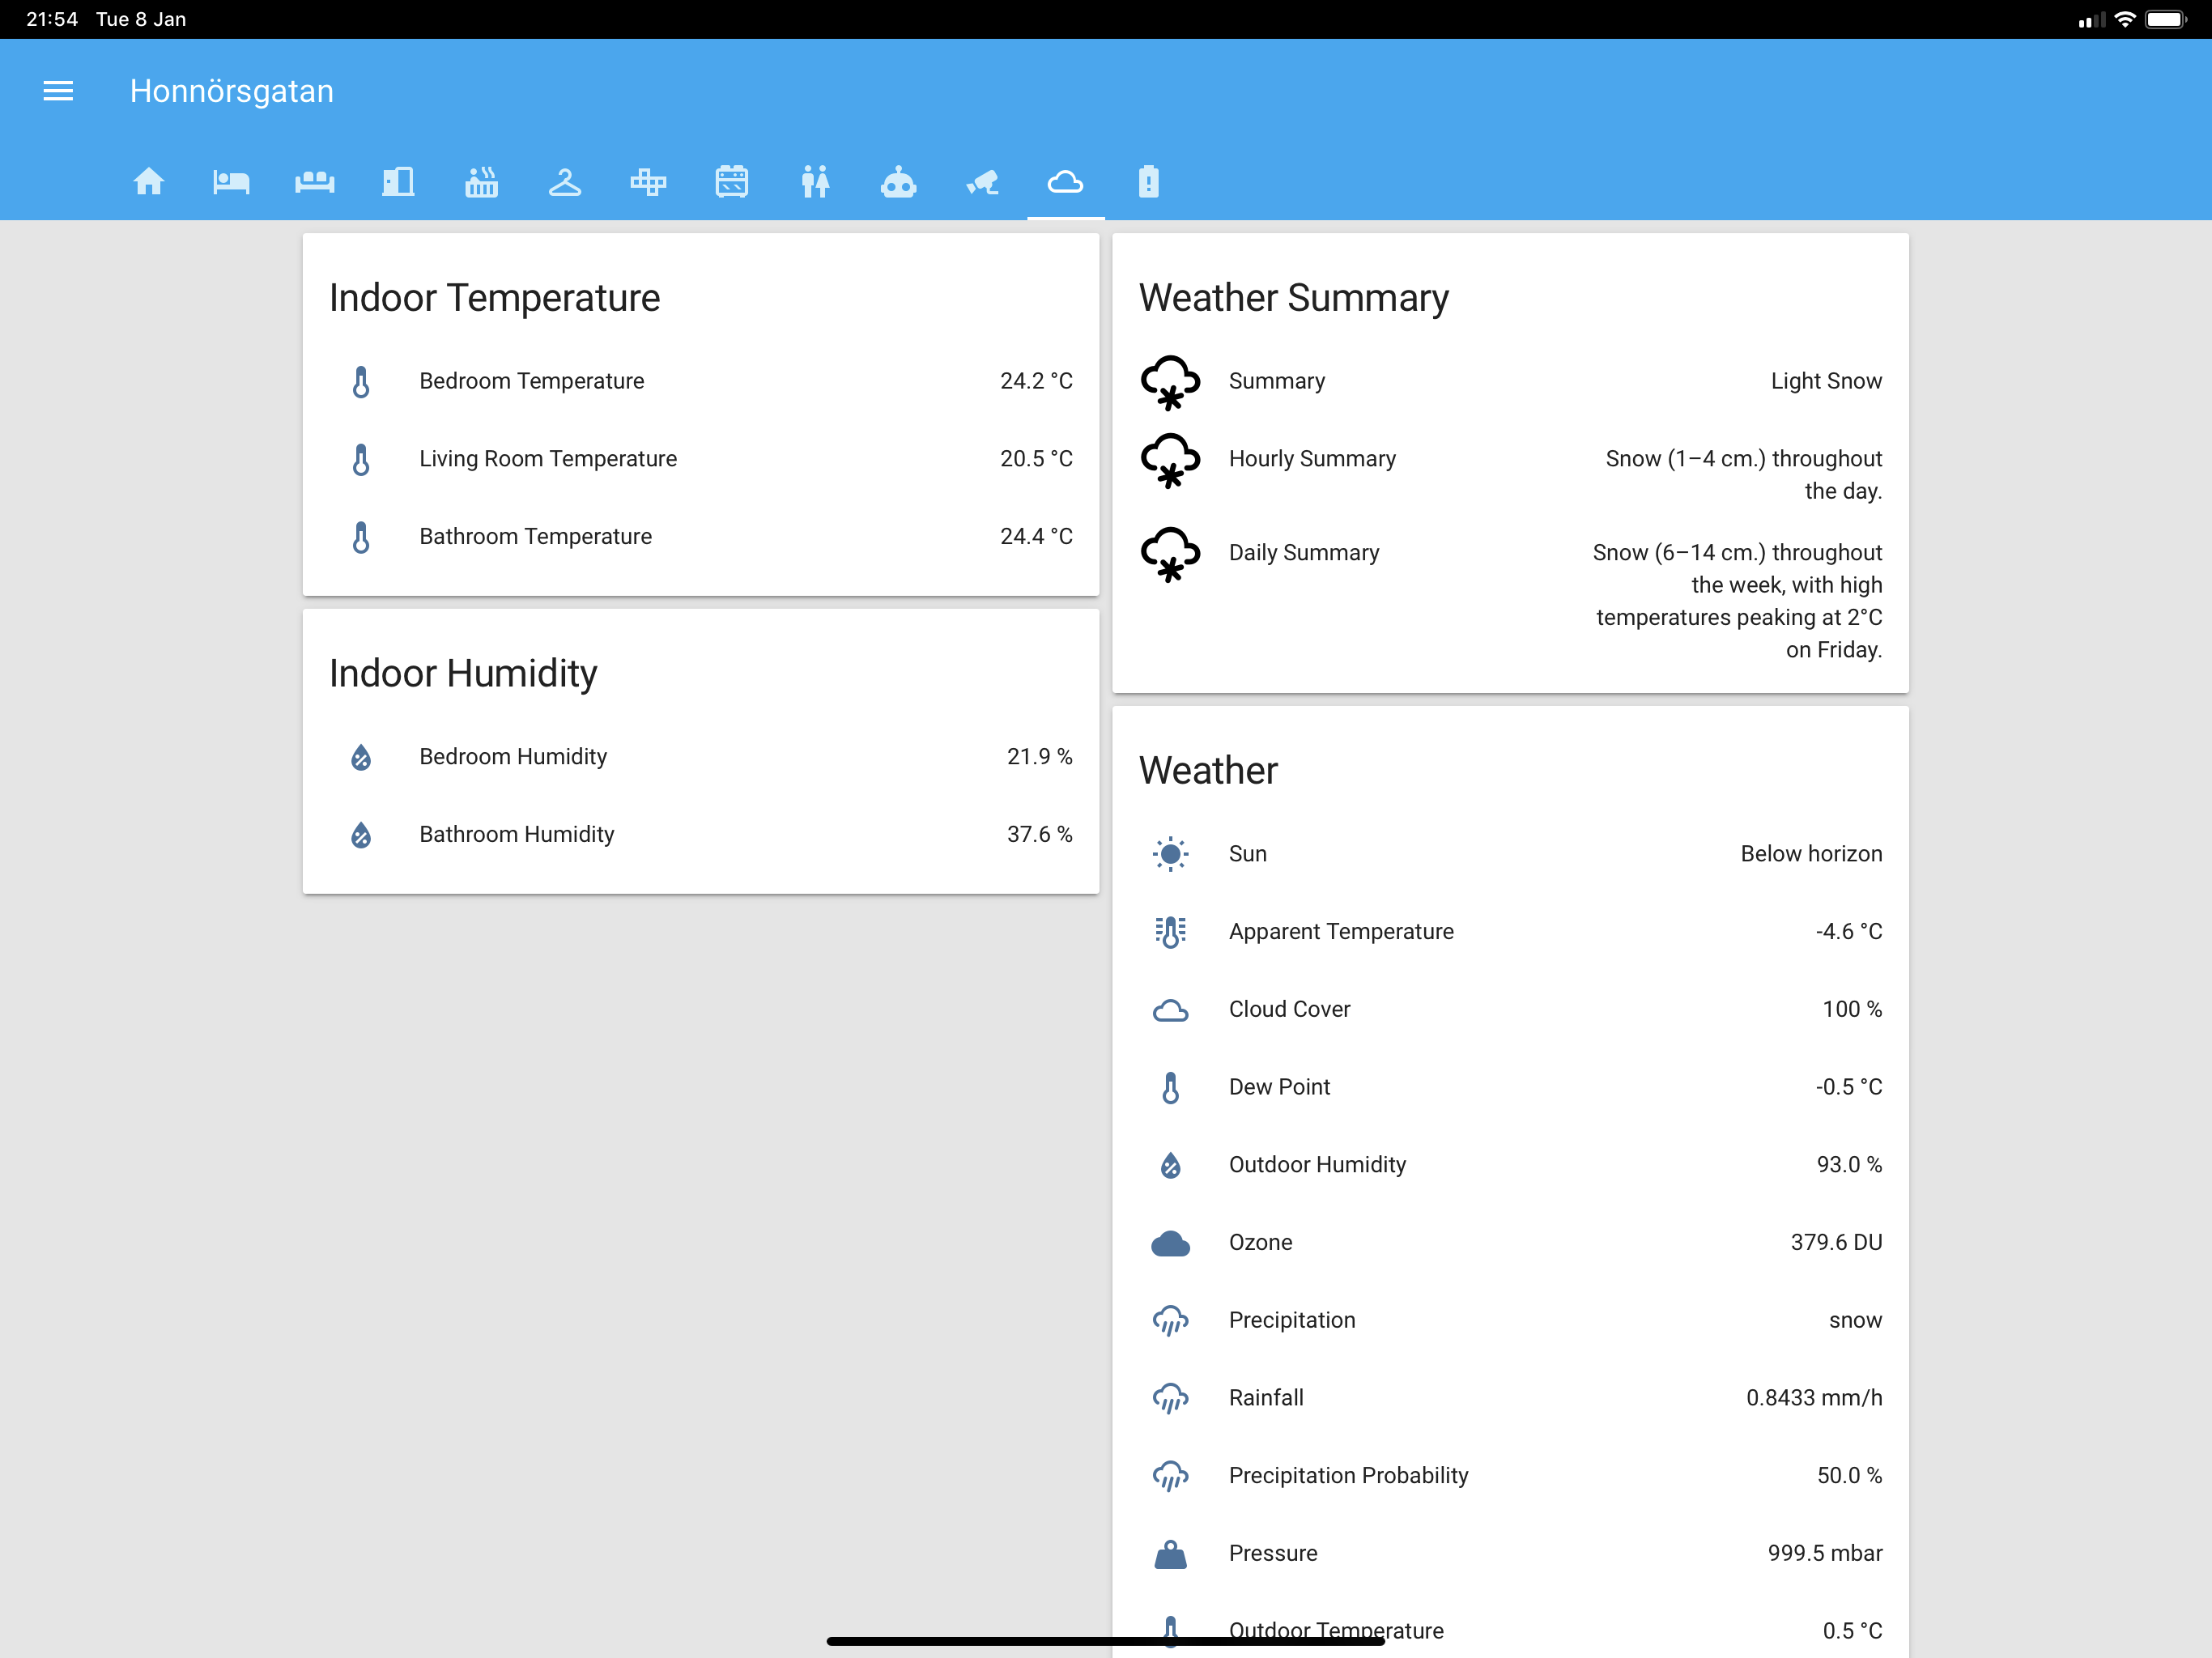 21:54 Tue 8 Jan
Honnörsgatan
Indoor Temperature
Bedroom Temperature 24.2 °C
Living Room Temperature 20.5 °C
Bathroom Temperature 24.4 °C
Indoor Humidity
Bedroom Humidity 21.9 %
Bathroom Humidity 37.6 %
Weather Summary
Summary Light Snow
Hourly Summary Snow (1–4 cm.) throughout
the day.
Daily Summary Snow (6–14 cm.) throughout
the week, with high
temperatures peaking at 2°C
on Friday.
Weather
Sun Below horizon
Apparent Temperature -4.6 °C
Cloud Cover 100 %
Dew Point -0.5 °C
Outdoor Humidity 93.0 %
Ozone 379.6 DU
Precipitation snow
Rainfall 0.8433 mm/h
Precipitation Probability 50.0 %
Pressure 999.5 mbar
Outdoor Temperature 0.5 °C